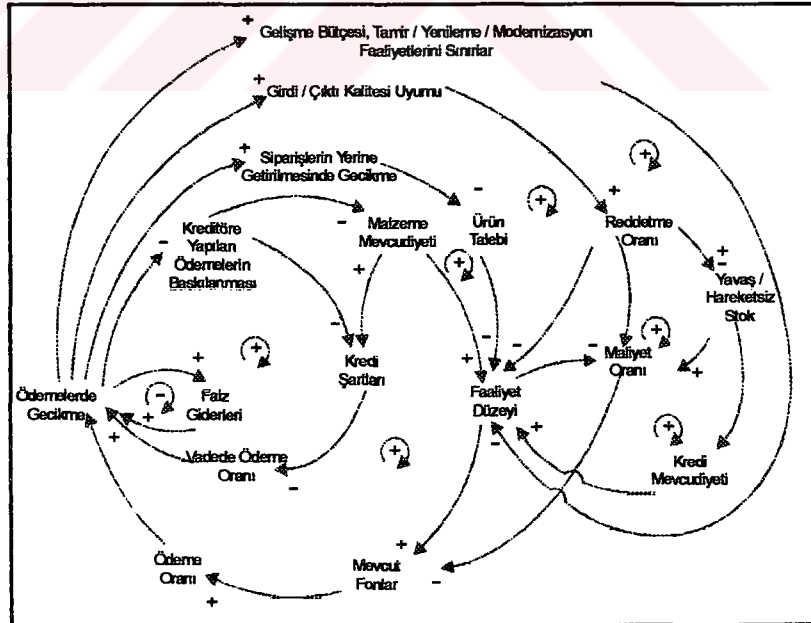 Gelişme Bütçesi, Tamir / Yenileme / Modernizasyon
Faaliyetlerini Sınırlar
Girdi / Çıktı Kalitesi Uyumu
Siparişlerin Yerine
Getirilmesinde Gecikme
Kreditöre
Yapılan
Ödemelerin
Baskılanması
Malzeme
Mevcudiyeti
Ürün
Talebi
Reddetme
Oranı
Yavaş /
Hareketsiz
Stok
Ödemelerde
Gecikme
Faiz
Giderleri
Kredi
Şartları
Faaliyet
Düzeyi
Maliyet
Oranı
Vadede Ödeme
Oranı
Kredi
Mevcudiyeti
Ödeme
Oranı
Mevcut
Fonlar